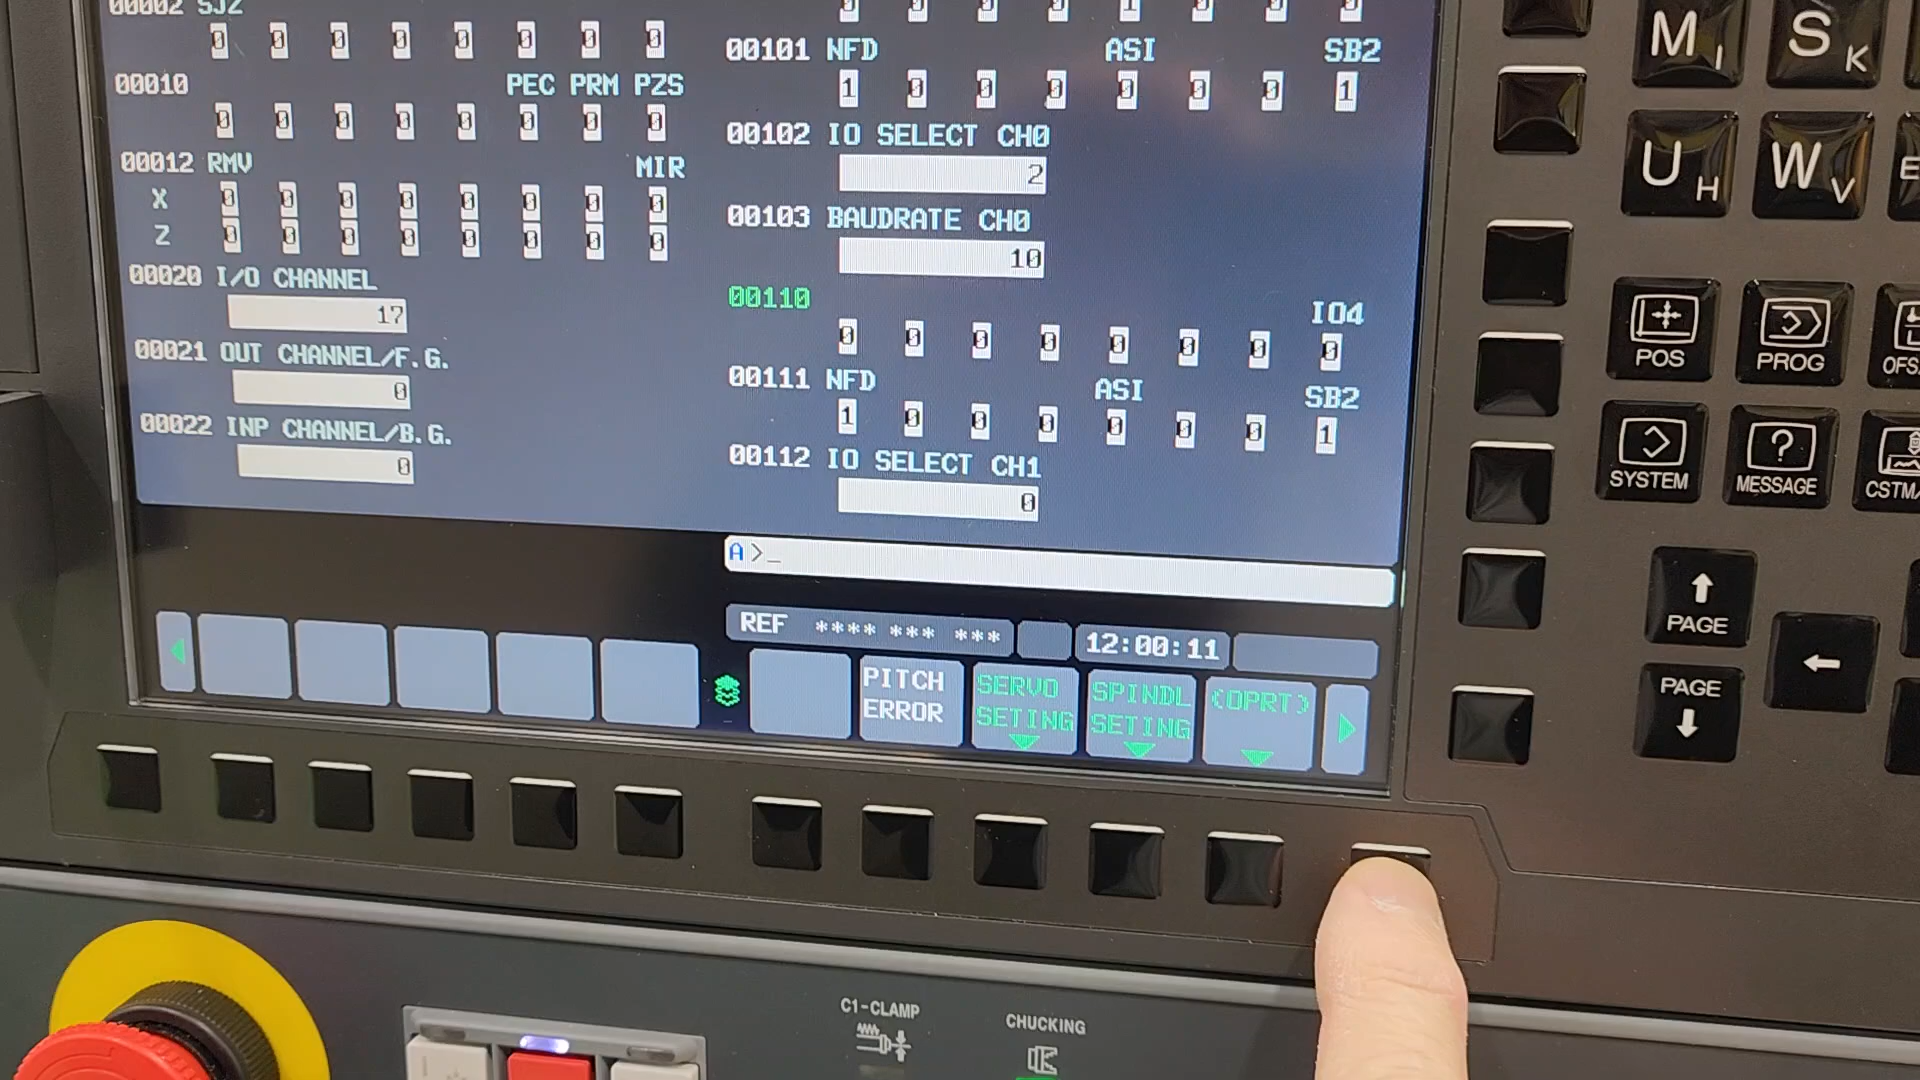 00002 SJZ
0 0 0 0 0 0 0 0
00010 PEC PRM PZS
0 0 0 0 0 0 0 0
00012 RMV MIR
X 0 0 0 0 0 0 0 0
Z 0 0 0 0 0 0 0 0
00020 I/O CHANNEL
17
00021 OUT CHANNEL/F.G.
0
00022 INP CHANNEL/B.G.
0
0 0 0 0 1 0 0 0
00101 NFD ASI SB2
1 0 0 0 0 0 0 1
00102 IO SELECT CH0
2
00103 BAUDRATE CH0
10
00110 IO4
0 0 0 0 0 0 0 0
00111 NFD ASI SB2
1 0 0 0 0 0 0 1
00112 IO SELECT CH1
0
A>_
REF **** *** *** 12:00:11
PITCH
ERROR
SERVO
SETING
SPINDL
SETING
(OPRT)
M I
S K
U H
W V
E
POS
PROG
OFS
SYSTEM
MESSAGE
CSTM/
PAGE
PAGE
C1-CLAMP
CHUCKING